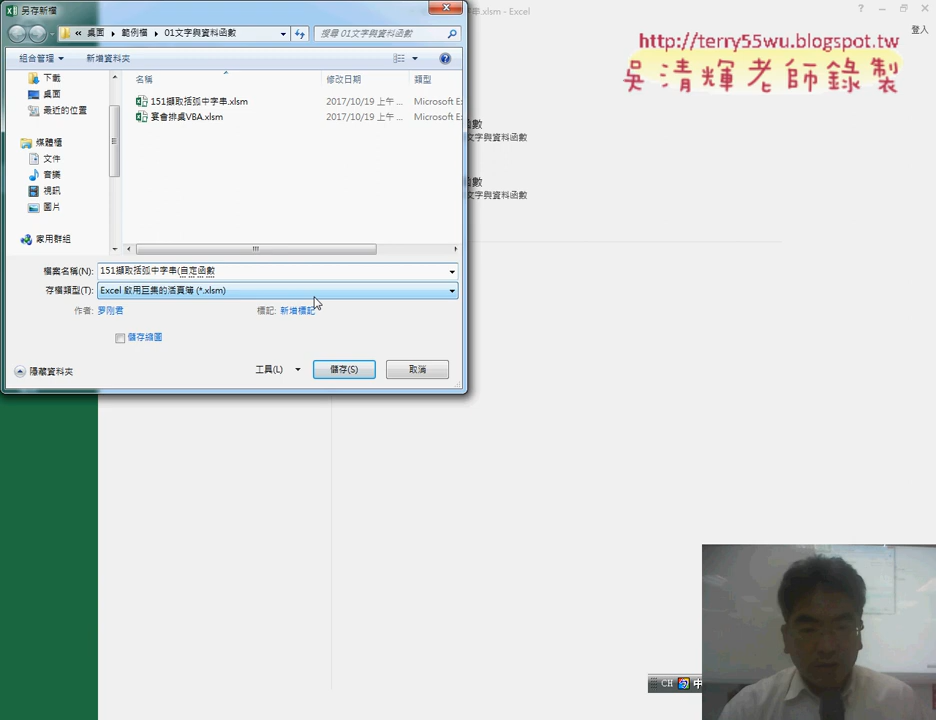 另存新檔
串.xlsm - Excel
登入
« 桌面 ▸ 範例檔 ▸ 01文字與資料函數
搜尋 01文字與資料函數
http://terry55wu.blogspot.tw
吳清輝老師錄製
組合管理 新增資料夾
名稱 修改日期 類型
下載
桌面
最近的位置
媒體櫃
文件
音樂
視訊
圖片
家用群組
151擷取括弧中字串.xlsm 2017/10/19 上午 ... Microsoft E
宴會排桌VBA.xlsm 2017/10/19 上午 ... Microsoft E
函數
文字與資料函數
函數
文字與資料函數
檔案名稱(N): 151擷取括弧中字串(自定函數
存檔類型(T): Excel 啟用巨集的活頁簿 (*.xlsm)
作者: 夢剛君 標記: 新增標記
儲存縮圖
隱藏資料夾 工具(L) 儲存(S) 取消
CH 中